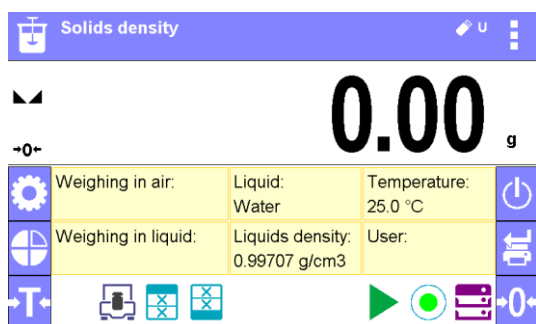 Solids density
U
0.00
g
→0←
Weighing in air:
Liquid:
Water
Temperature:
25.0 °C
Weighing in liquid:
Liquids density:
0.99707 g/cm3
User:
→T←
→0←